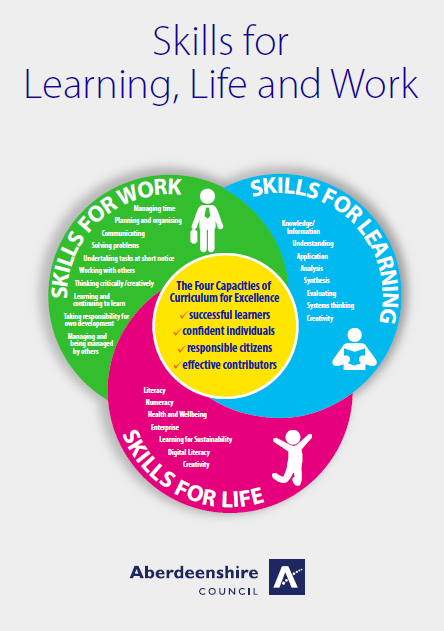 Skills for
Learning, Life and Work
SKILLS FOR WORK
Managing time
Planning and organising
Communicating
Solving problems
Undertaking tasks at short notice
Working with others
Thinking critically /creatively
Learning and
continuing to learn
Taking responsibility for
own development
Managing and
being managed
by others
SKILLS FOR LEARNING
Knowledge/
Information
Understanding
Application
Analysis
Synthesis
Evaluating
Systems thinking
Creativity
The Four Capacities of
Curriculum for Excellence
✓ successful learners
✓ confident individuals
✓ responsible citizens
✓ effective contributors
Literacy
Numeracy
Health and Wellbeing
Enterprise
Learning for Sustainability
Digital Literacy
Creativity
SKILLS FOR LIFE
Aberdeenshire
COUNCIL